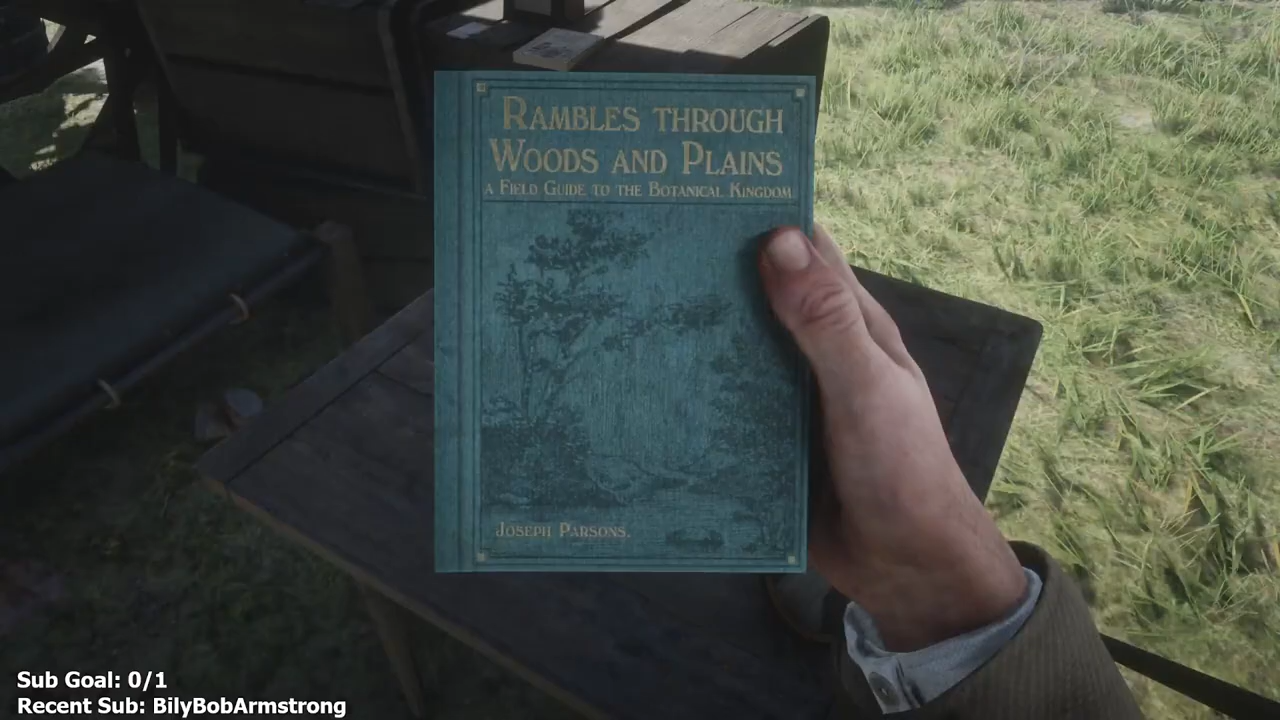 RAMBLES THROUGH
WOODS AND PLAINS
A FIELD GUIDE TO THE BOTANICAL KINGDOM
JOSEPH PARSONS.
Sub Goal: 0/1
Recent Sub: BilyBobArmstrong